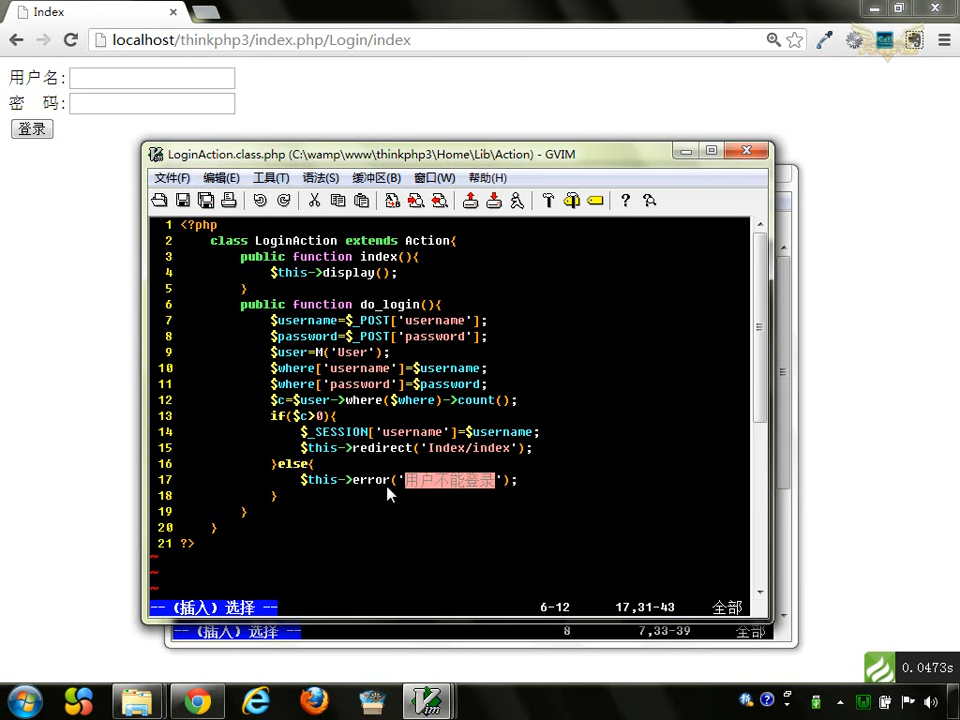 Index
localhost/thinkphp3/index.php/Login/index
用户名:
密 码:
登录
LoginAction.class.php (C:\wamp\www\thinkphp3\Home\Lib\Action) - GVIM
文件(F) 编辑(E) 工具(T) 语法(S) 缓冲区(B) 窗口(W) 帮助(H)
1 <?php
2 class LoginAction extends Action{
3 public function index(){
4 $this->display();
5 }
6 public function do_login(){
7 $username=$_POST['username'];
8 $password=$_POST['password'];
9 $user=M('User');
10 $where['username']=$username;
11 $where['password']=$password;
12 $c=$user->where($where)->count();
13 if($c>0){
14 $_SESSION['username']=$username;
15 $this->redirect('Index/index');
16 }else{
17 $this->error('用户不能登录');
18 }
19 }
20 }
21 ?>
~
~
~
-- (插入) 选择 -- 6-12 17,31-43 全部
-- (插入) 选择 -- 8 7,33-39 全部
0.0473s